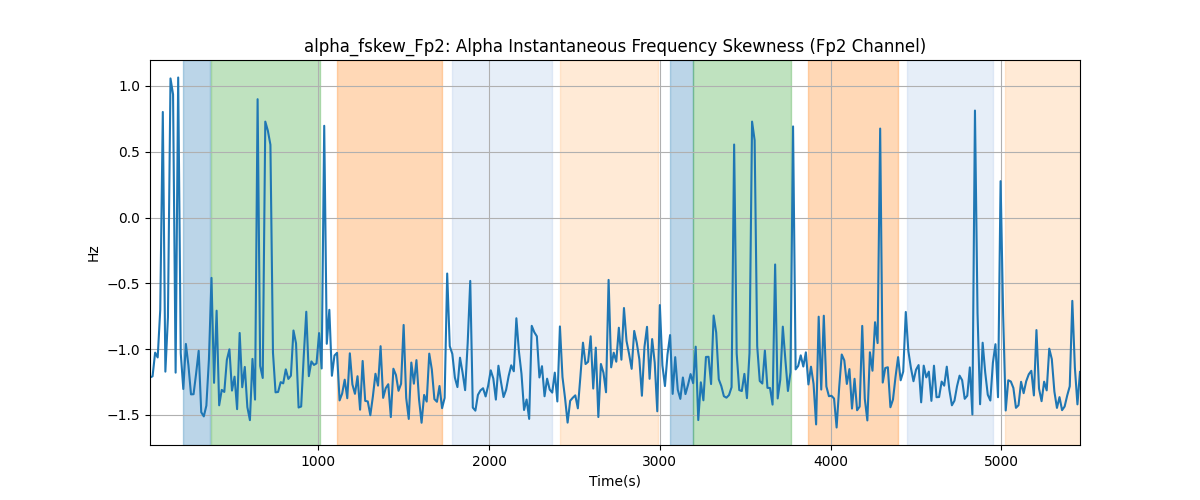 alpha_fskew_Fp2: Alpha Instantaneous Frequency Skewness (Fp2 Channel)
1.0
0.5
0.0
−0.5
−1.0
−1.5
Hz
1000 2000 3000 4000 5000
Time(s)